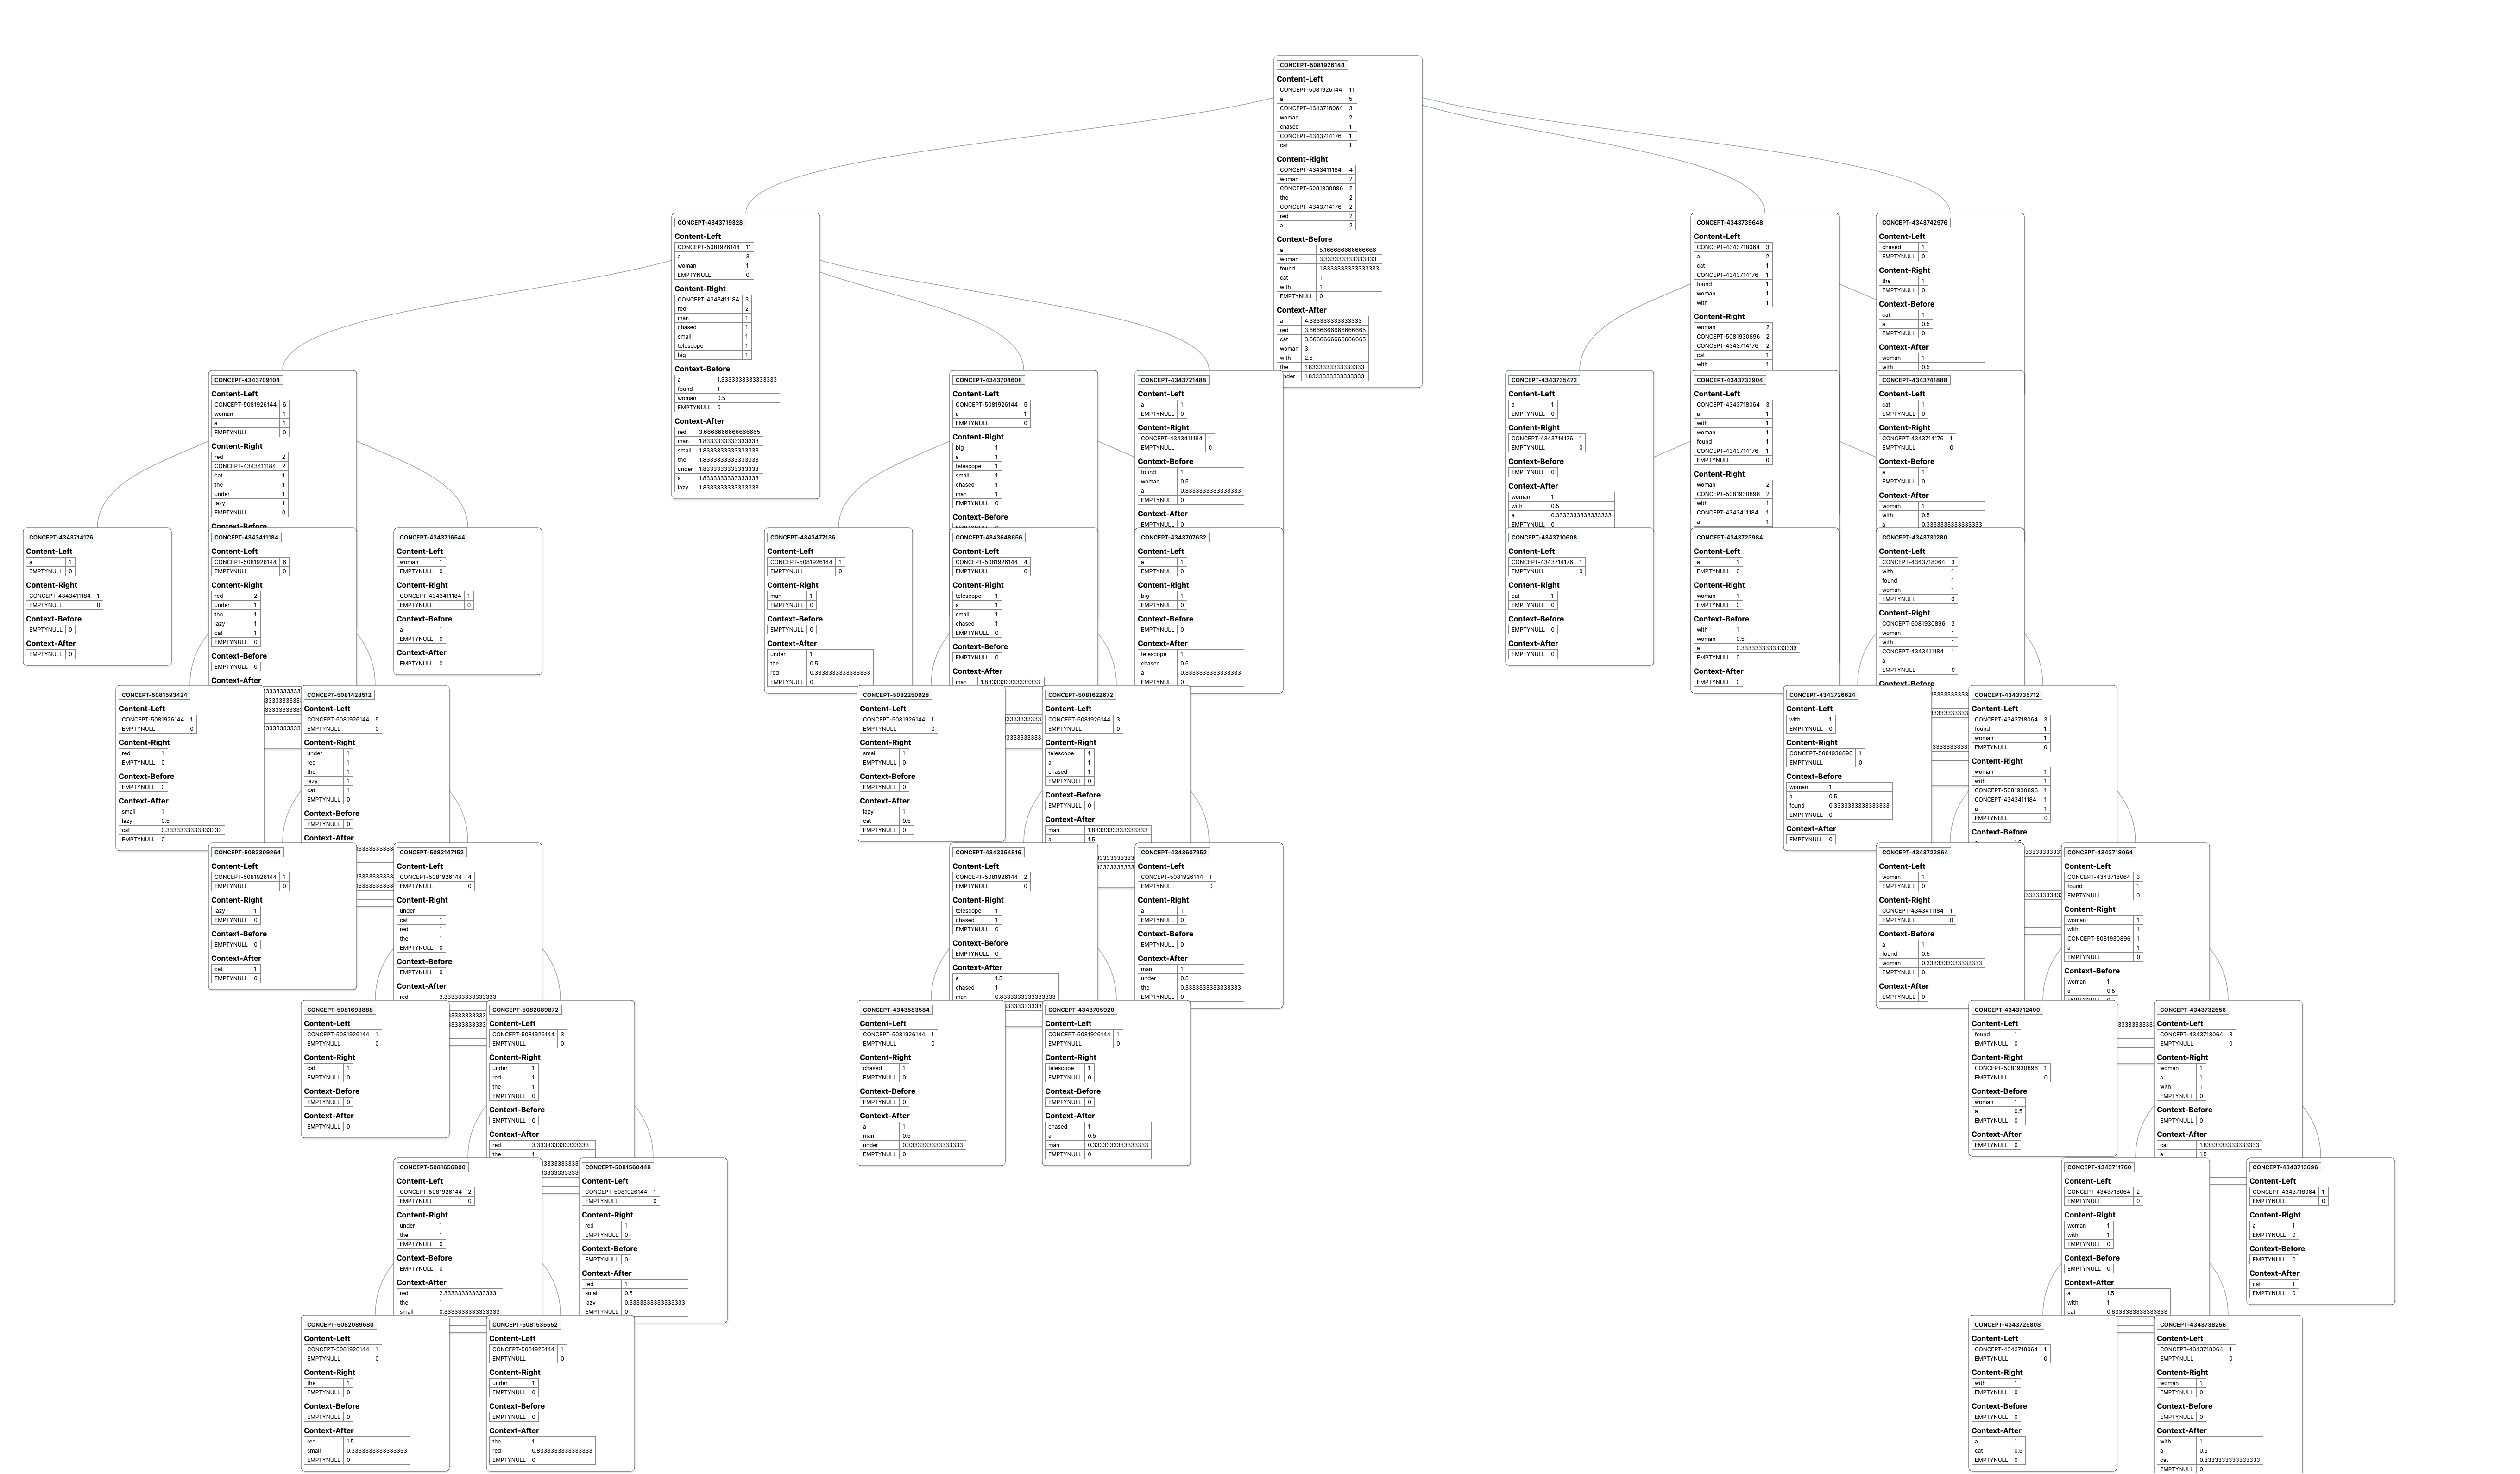 CONCEPT-5081926144
Content-Left
CONCEPT-5081926144 11
a 5
CONCEPT-4343718064 3
woman 2
chased 1
CONCEPT-4343714176 1
cat 1
Content-Right
CONCEPT-4343411184 4
woman 2
CONCEPT-5081930896 2
the 2
CONCEPT-4343714176 2
red 2
a 2
Context-Before
a 5.166666666666666
woman 3.333333333333333
found 1.8333333333333333
cat 1
with 1
EMPTYNULL 0
Context-After
a 4.333333333333333
red 3.6666666666666665
cat 3.6666666666666665
woman 3
with 2.5
the 1.8333333333333333
under 1.8333333333333333
CONCEPT-4343719328
Content-Left
CONCEPT-5081926144 11
a 3
woman 1
EMPTYNULL 0
Content-Right
CONCEPT-4343411184 3
red 2
man 1
chased 1
small 1
telescope 1
big 1
Context-Before
a 1.3333333333333333
found 1
woman 0.5
EMPTYNULL 0
Context-After
red 3.6666666666666665
man 1.8333333333333333
small 1.8333333333333333
the 1.8333333333333333
under 1.8333333333333333
a 1.8333333333333333
lazy 1.8333333333333333
CONCEPT-4343739648
Content-Left
CONCEPT-4343718064 3
a 2
cat 1
CONCEPT-4343714176 1
found 1
woman 1
with 1
Content-Right
woman 2
CONCEPT-5081930896 2
CONCEPT-4343714176 2
cat 1
with 1
CONCEPT-4343742976
Content-Left
chased 1
EMPTYNULL 0
Content-Right
the 1
EMPTYNULL 0
Context-Before
cat 1
a 0.5
EMPTYNULL 0
Context-After
woman 1
with 0.5
CONCEPT-4343709104
Content-Left
CONCEPT-5081926144 6
woman 1
a 1
EMPTYNULL 0
Content-Right
red 2
CONCEPT-4343411184 2
cat 1
the 1
under 1
lazy 1
EMPTYNULL 0
Context-Before
CONCEPT-4343704608
Content-Left
CONCEPT-5081926144 5
a 1
EMPTYNULL 0
Content-Right
big 1
a 1
telescope 1
small 1
chased 1
man 1
EMPTYNULL 0
Context-Before
EMPTYNULL 0
CONCEPT-4343721488
Content-Left
a 1
EMPTYNULL 0
Content-Right
CONCEPT-4343411184 1
EMPTYNULL 0
Context-Before
found 1
woman 0.5
a 0.3333333333333333
EMPTYNULL 0
Context-After
EMPTYNULL 0
CONCEPT-4343735472
Content-Left
a 1
EMPTYNULL 0
Content-Right
CONCEPT-4343714176 1
EMPTYNULL 0
Context-Before
EMPTYNULL 0
Context-After
woman 1
with 0.5
a 0.3333333333333333
EMPTYNULL 0
CONCEPT-4343733904
Content-Left
CONCEPT-4343718064 3
a 1
with 1
woman 1
found 1
CONCEPT-4343714176 1
EMPTYNULL 0
Content-Right
woman 2
CONCEPT-5081930896 2
with 1
CONCEPT-4343411184 1
a 1
CONCEPT-4343741888
Content-Left
cat 1
EMPTYNULL 0
Content-Right
CONCEPT-4343714176 1
EMPTYNULL 0
Context-Before
a 1
EMPTYNULL 0
Context-After
woman 1
with 0.5
a 0.3333333333333333
CONCEPT-4343714176
Content-Left
a 1
EMPTYNULL 0
Content-Right
CONCEPT-4343411184 1
EMPTYNULL 0
Context-Before
EMPTYNULL 0
Context-After
EMPTYNULL 0
CONCEPT-4343411184
Content-Left
CONCEPT-5081926144 6
EMPTYNULL 0
Content-Right
red 2
under 1
the 1
lazy 1
cat 1
EMPTYNULL 0
Context-Before
EMPTYNULL 0
Context-After
CONCEPT-4343716544
Content-Left
woman 1
EMPTYNULL 0
Content-Right
CONCEPT-4343411184 1
EMPTYNULL 0
Context-Before
a 1
EMPTYNULL 0
Context-After
EMPTYNULL 0
CONCEPT-4343477136
Content-Left
CONCEPT-5081926144 1
EMPTYNULL 0
Content-Right
man 1
EMPTYNULL 0
Context-Before
EMPTYNULL 0
Context-After
under 1
the 0.5
red 0.3333333333333333
EMPTYNULL 0
CONCEPT-4343648656
Content-Left
CONCEPT-5081926144 4
EMPTYNULL 0
Content-Right
telescope 1
a 1
small 1
chased 1
EMPTYNULL 0
Context-Before
EMPTYNULL 0
Context-After
man 1.8333333333333333
CONCEPT-4343707632
Content-Left
a 1
EMPTYNULL 0
Content-Right
big 1
EMPTYNULL 0
Context-Before
EMPTYNULL 0
Context-After
telescope 1
chased 0.5
a 0.3333333333333333
EMPTYNULL 0
CONCEPT-4343710608
Content-Left
CONCEPT-4343714176 1
EMPTYNULL 0
Content-Right
cat 1
EMPTYNULL 0
Context-Before
EMPTYNULL 0
Context-After
EMPTYNULL 0
CONCEPT-4343723984
Content-Left
a 1
EMPTYNULL 0
Content-Right
woman 1
EMPTYNULL 0
Context-Before
with 1
woman 0.5
a 0.3333333333333333
EMPTYNULL 0
Context-After
EMPTYNULL 0
CONCEPT-4343731280
Content-Left
CONCEPT-4343718064 3
with 1
found 1
woman 1
EMPTYNULL 0
Content-Right
CONCEPT-5081930896 2
woman 1
with 1
CONCEPT-4343411184 1
a 1
EMPTYNULL 0
Context-Before
CONCEPT-5081593424
Content-Left
CONCEPT-5081926144 1
EMPTYNULL 0
Content-Right
red 1
EMPTYNULL 0
Context-Before
EMPTYNULL 0
Context-After
small 1
lazy 0.5
cat 0.3333333333333333
EMPTYNULL 0
CONCEPT-5081428512
Content-Left
CONCEPT-5081926144 5
EMPTYNULL 0
Content-Right
under 1
red 1
the 1
lazy 1
cat 1
EMPTYNULL 0
Context-Before
EMPTYNULL 0
Context-After
CONCEPT-5082250928
Content-Left
CONCEPT-5081926144 1
EMPTYNULL 0
Content-Right
small 1
EMPTYNULL 0
Context-Before
EMPTYNULL 0
Context-After
lazy 1
cat 0.5
EMPTYNULL 0
CONCEPT-5081622672
Content-Left
CONCEPT-5081926144 3
EMPTYNULL 0
Content-Right
telescope 1
a 1
chased 1
EMPTYNULL 0
Context-Before
EMPTYNULL 0
Context-After
man 1.8333333333333333
a 1.5
CONCEPT-4343726624
Content-Left
with 1
EMPTYNULL 0
Content-Right
CONCEPT-5081930896 1
EMPTYNULL 0
Context-Before
woman 1
a 0.5
found 0.3333333333333333
EMPTYNULL 0
Context-After
EMPTYNULL 0
CONCEPT-4343735712
Content-Left
CONCEPT-4343718064 3
found 1
woman 1
EMPTYNULL 0
Content-Right
woman 1
with 1
CONCEPT-5081930896 1
CONCEPT-4343411184 1
a 1
EMPTYNULL 0
Context-Before
CONCEPT-5082309264
Content-Left
CONCEPT-5081926144 1
EMPTYNULL 0
Content-Right
lazy 1
EMPTYNULL 0
Context-Before
EMPTYNULL 0
Context-After
cat 1
EMPTYNULL 0
CONCEPT-5082147152
Content-Left
CONCEPT-5081926144 4
EMPTYNULL 0
Content-Right
under 1
cat 1
red 1
the 1
EMPTYNULL 0
Context-Before
EMPTYNULL 0
Context-After
red 3.333333333333333
CONCEPT-4343354816
Content-Left
CONCEPT-5081926144 2
EMPTYNULL 0
Content-Right
telescope 1
chased 1
EMPTYNULL 0
Context-Before
EMPTYNULL 0
Context-After
a 1.5
chased 1
man 0.8333333333333333
CONCEPT-4343607952
Content-Left
CONCEPT-5081926144 1
EMPTYNULL 0
Content-Right
a 1
EMPTYNULL 0
Context-Before
EMPTYNULL 0
Context-After
man 1
under 0.5
the 0.3333333333333333
EMPTYNULL 0
CONCEPT-4343722864
Content-Left
woman 1
EMPTYNULL 0
Content-Right
CONCEPT-4343411184 1
EMPTYNULL 0
Context-Before
a 1
found 0.5
woman 0.3333333333333333
EMPTYNULL 0
Context-After
EMPTYNULL 0
CONCEPT-4343718064
Content-Left
CONCEPT-4343718064 3
found 1
EMPTYNULL 0
Content-Right
woman 1
with 1
CONCEPT-5081930896 1
a 1
EMPTYNULL 0
Context-Before
woman 1
a 0.5
EMPTYNULL 0
CONCEPT-5081693888
Content-Left
CONCEPT-5081926144 1
EMPTYNULL 0
Content-Right
cat 1
EMPTYNULL 0
Context-Before
EMPTYNULL 0
Context-After
EMPTYNULL 0
CONCEPT-5082089872
Content-Left
CONCEPT-5081926144 3
EMPTYNULL 0
Content-Right
under 1
red 1
the 1
EMPTYNULL 0
Context-Before
EMPTYNULL 0
Context-After
red 3.333333333333333
the 1
CONCEPT-4343583584
Content-Left
CONCEPT-5081926144 1
EMPTYNULL 0
Content-Right
chased 1
EMPTYNULL 0
Context-Before
EMPTYNULL 0
Context-After
a 1
man 0.5
under 0.3333333333333333
EMPTYNULL 0
CONCEPT-4343705920
Content-Left
CONCEPT-5081926144 1
EMPTYNULL 0
Content-Right
telescope 1
EMPTYNULL 0
Context-Before
EMPTYNULL 0
Context-After
chased 1
a 0.5
man 0.3333333333333333
EMPTYNULL 0
CONCEPT-4343712400
Content-Left
found 1
EMPTYNULL 0
Content-Right
CONCEPT-5081930896 1
EMPTYNULL 0
Context-Before
woman 1
a 0.5
EMPTYNULL 0
Context-After
EMPTYNULL 0
CONCEPT-4343732656
Content-Left
CONCEPT-4343718064 3
EMPTYNULL 0
Content-Right
woman 1
a 1
with 1
EMPTYNULL 0
Context-Before
EMPTYNULL 0
Context-After
cat 1.8333333333333333
a 1.5
CONCEPT-5081656800
Content-Left
CONCEPT-5081926144 2
EMPTYNULL 0
Content-Right
under 1
the 1
EMPTYNULL 0
Context-Before
EMPTYNULL 0
Context-After
red 2.333333333333333
the 1
small 0.3333333333333333
CONCEPT-5081560448
Content-Left
CONCEPT-5081926144 1
EMPTYNULL 0
Content-Right
red 1
EMPTYNULL 0
Context-Before
EMPTYNULL 0
Context-After
red 1
small 0.5
lazy 0.3333333333333333
EMPTYNULL 0
CONCEPT-4343711760
Content-Left
CONCEPT-4343718064 2
EMPTYNULL 0
Content-Right
woman 1
with 1
EMPTYNULL 0
Context-Before
EMPTYNULL 0
Context-After
a 1.5
with 1
cat 0.8333333333333333
CONCEPT-4343713696
Content-Left
CONCEPT-4343718064 1
EMPTYNULL 0
Content-Right
a 1
EMPTYNULL 0
Context-Before
EMPTYNULL 0
Context-After
cat 1
EMPTYNULL 0
CONCEPT-5082089680
Content-Left
CONCEPT-5081926144 1
EMPTYNULL 0
Content-Right
the 1
EMPTYNULL 0
Context-Before
EMPTYNULL 0
Context-After
red 1.5
small 0.3333333333333333
EMPTYNULL 0
CONCEPT-5081535552
Content-Left
CONCEPT-5081926144 1
EMPTYNULL 0
Content-Right
under 1
EMPTYNULL 0
Context-Before
EMPTYNULL 0
Context-After
the 1
red 0.8333333333333333
EMPTYNULL 0
CONCEPT-4343725808
Content-Left
CONCEPT-4343718064 1
EMPTYNULL 0
Content-Right
with 1
EMPTYNULL 0
Context-Before
EMPTYNULL 0
Context-After
a 1
cat 0.5
EMPTYNULL 0
CONCEPT-4343738256
Content-Left
CONCEPT-4343718064 1
EMPTYNULL 0
Content-Right
woman 1
EMPTYNULL 0
Context-Before
EMPTYNULL 0
Context-After
with 1
a 0.5
cat 0.3333333333333333
EMPTYNULL 0